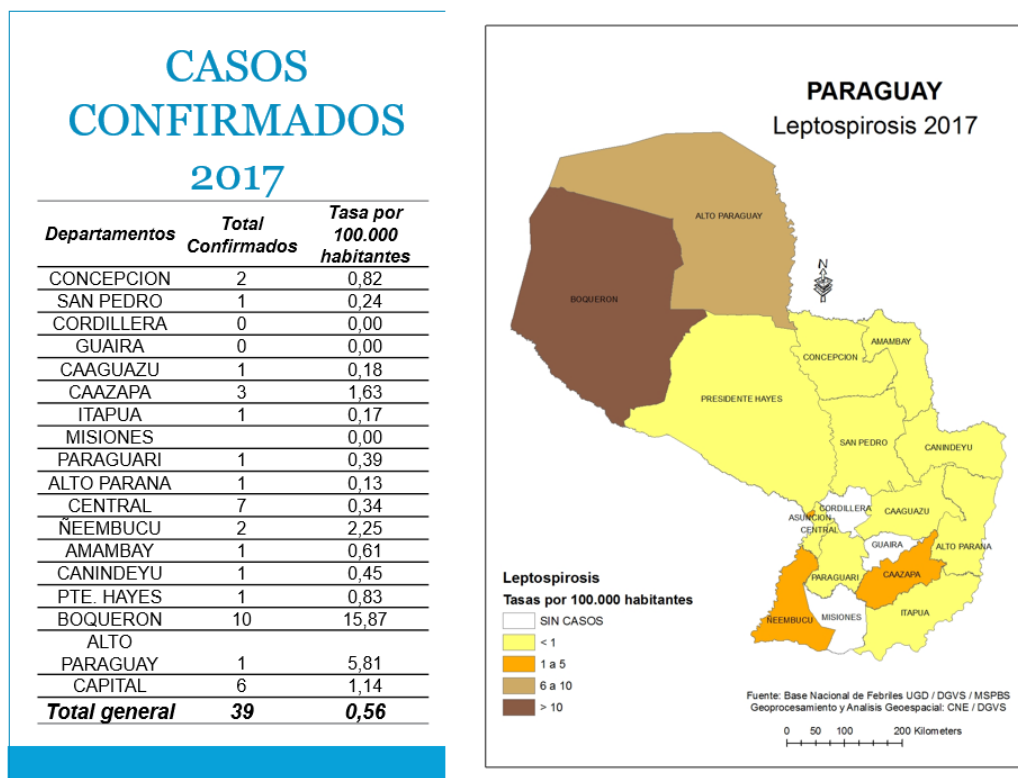 CASOS
CONFIRMADOS
2017
Departamentos Total Confirmados Tasa por 100.000 habitantes
CONCEPCION 2 0,82
SAN PEDRO 1 0,24
CORDILLERA 0 0,00
GUAIRA 0 0,00
CAAGUAZU 1 0,18
CAAZAPA 3 1,63
ITAPUA 1 0,17
MISIONES 0,00
PARAGUARI 1 0,39
ALTO PARANA 1 0,13
CENTRAL 7 0,34
ÑEEMBUCU 2 2,25
AMAMBAY 1 0,61
CANINDEYU 1 0,45
PTE. HAYES 1 0,83
BOQUERON 10 15,87
ALTO PARAGUAY 1 5,81
CAPITAL 6 1,14
Total general 39 0,56
PARAGUAY
Leptospirosis 2017
ALTO PARAGUAY
N
BOQUERON
AMAMBAY
CONCEPCION
PRESIDENTE HAYES
SAN PEDRO
CANINDEYU
CORDILLERA
CAAGUAZU
ASUNCION
CENTRAL
GUAIRA
ALTO PARANA
PARAGUARI
CAAZAPA
ITAPUA
ÑEEMBUCU
MISIONES
Leptospirosis
Tasas por 100.000 habitantes
SIN CASOS
< 1
1 a 5
6 a 10
> 10
Fuente: Base Nacional de Febriles UGD / DGVS / MSPBS
Geoprocesamiento y Analisis Geoespacial: CNE / DGVS
0 50 100 200 Kilometers